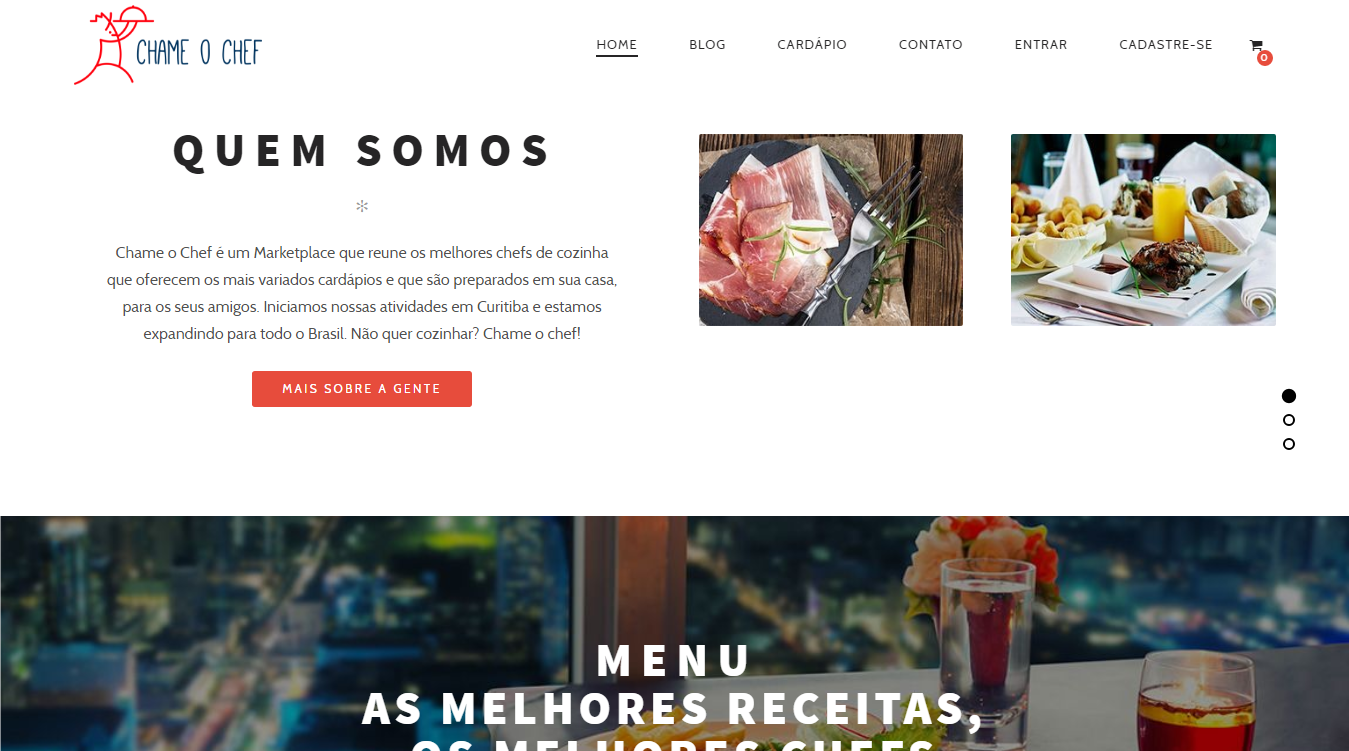 CHAME O CHEF
HOME
BLOG
CARDÁPIO
CONTATO
ENTRAR
CADASTRE-SE
0
QUEM SOMOS
Chame o Chef é um Marketplace que reune os melhores chefs de cozinha
que oferecem os mais variados cardápios e que são preparados em sua casa,
para os seus amigos. Iniciamos nossas atividades em Curitiba e estamos
expandindo para todo o Brasil. Não quer cozinhar? Chame o chef!
MAIS SOBRE A GENTE
MENU
AS MELHORES RECEITAS,
OS MELHORES CHEFS